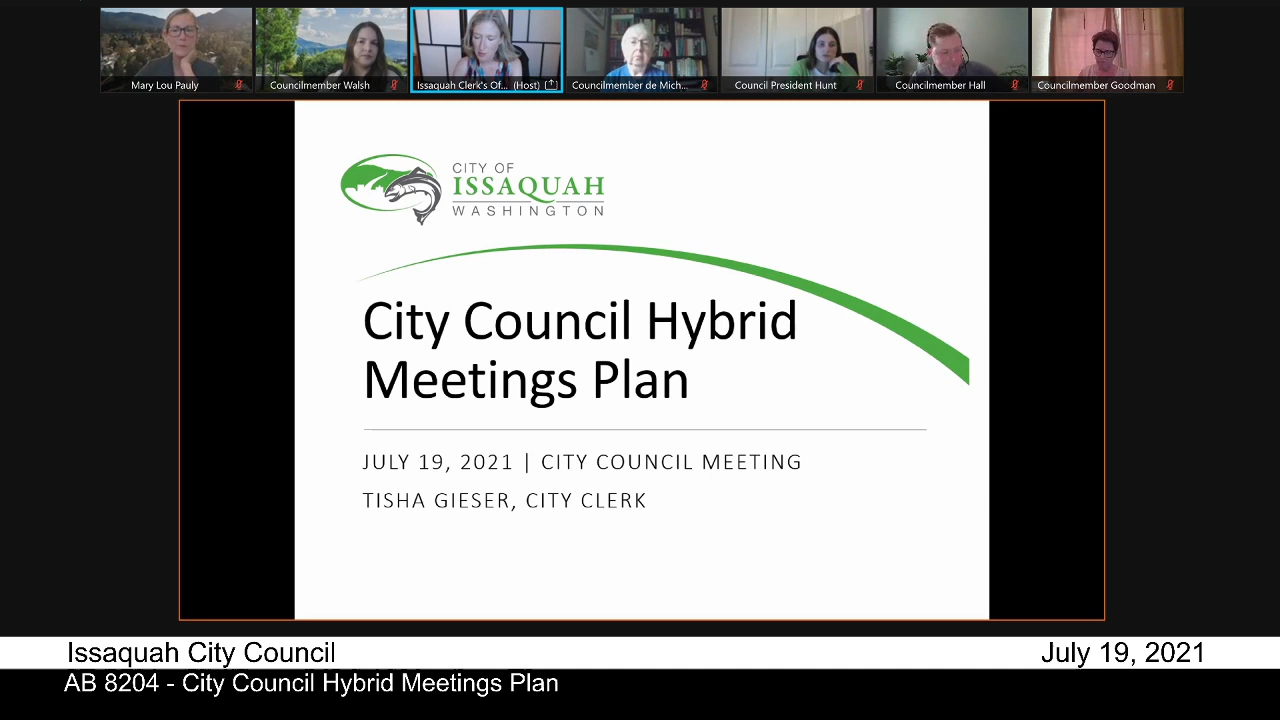 Mary Lou Pauly
Councilmember Walsh
Issaquah Clerk's Of... (Host)
Councilmember de Mich...
Council President Hunt
Councilmember Hall
Councilmember Goodman
CITY OF
ISSAQUAH
WASHINGTON
City Council Hybrid
Meetings Plan
JULY 19, 2021 | CITY COUNCIL MEETING
TISHA GIESER, CITY CLERK
Issaquah City Council
July 19, 2021
AB 8204 - City Council Hybrid Meetings Plan